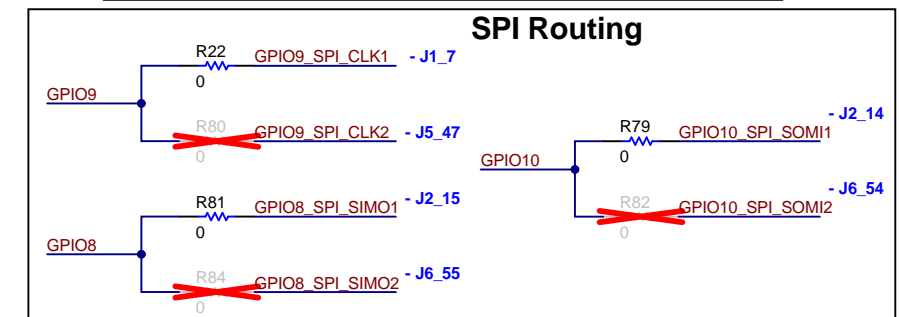 SPI Routing
R22
GPIO9_SPI_CLK1
- J1_7
0
GPIO9
R80
GPIO9_SPI_CLK2
- J5_47
0
R81
GPIO8_SPI_SIMO1
- J2_15
0
GPIO8
R84
GPIO8_SPI_SIMO2
- J6_55
0
- J2_14
R79
GPIO10_SPI_SOMI1
0
GPIO10
- J6_54
R82
GPIO10_SPI_SOMI2
0